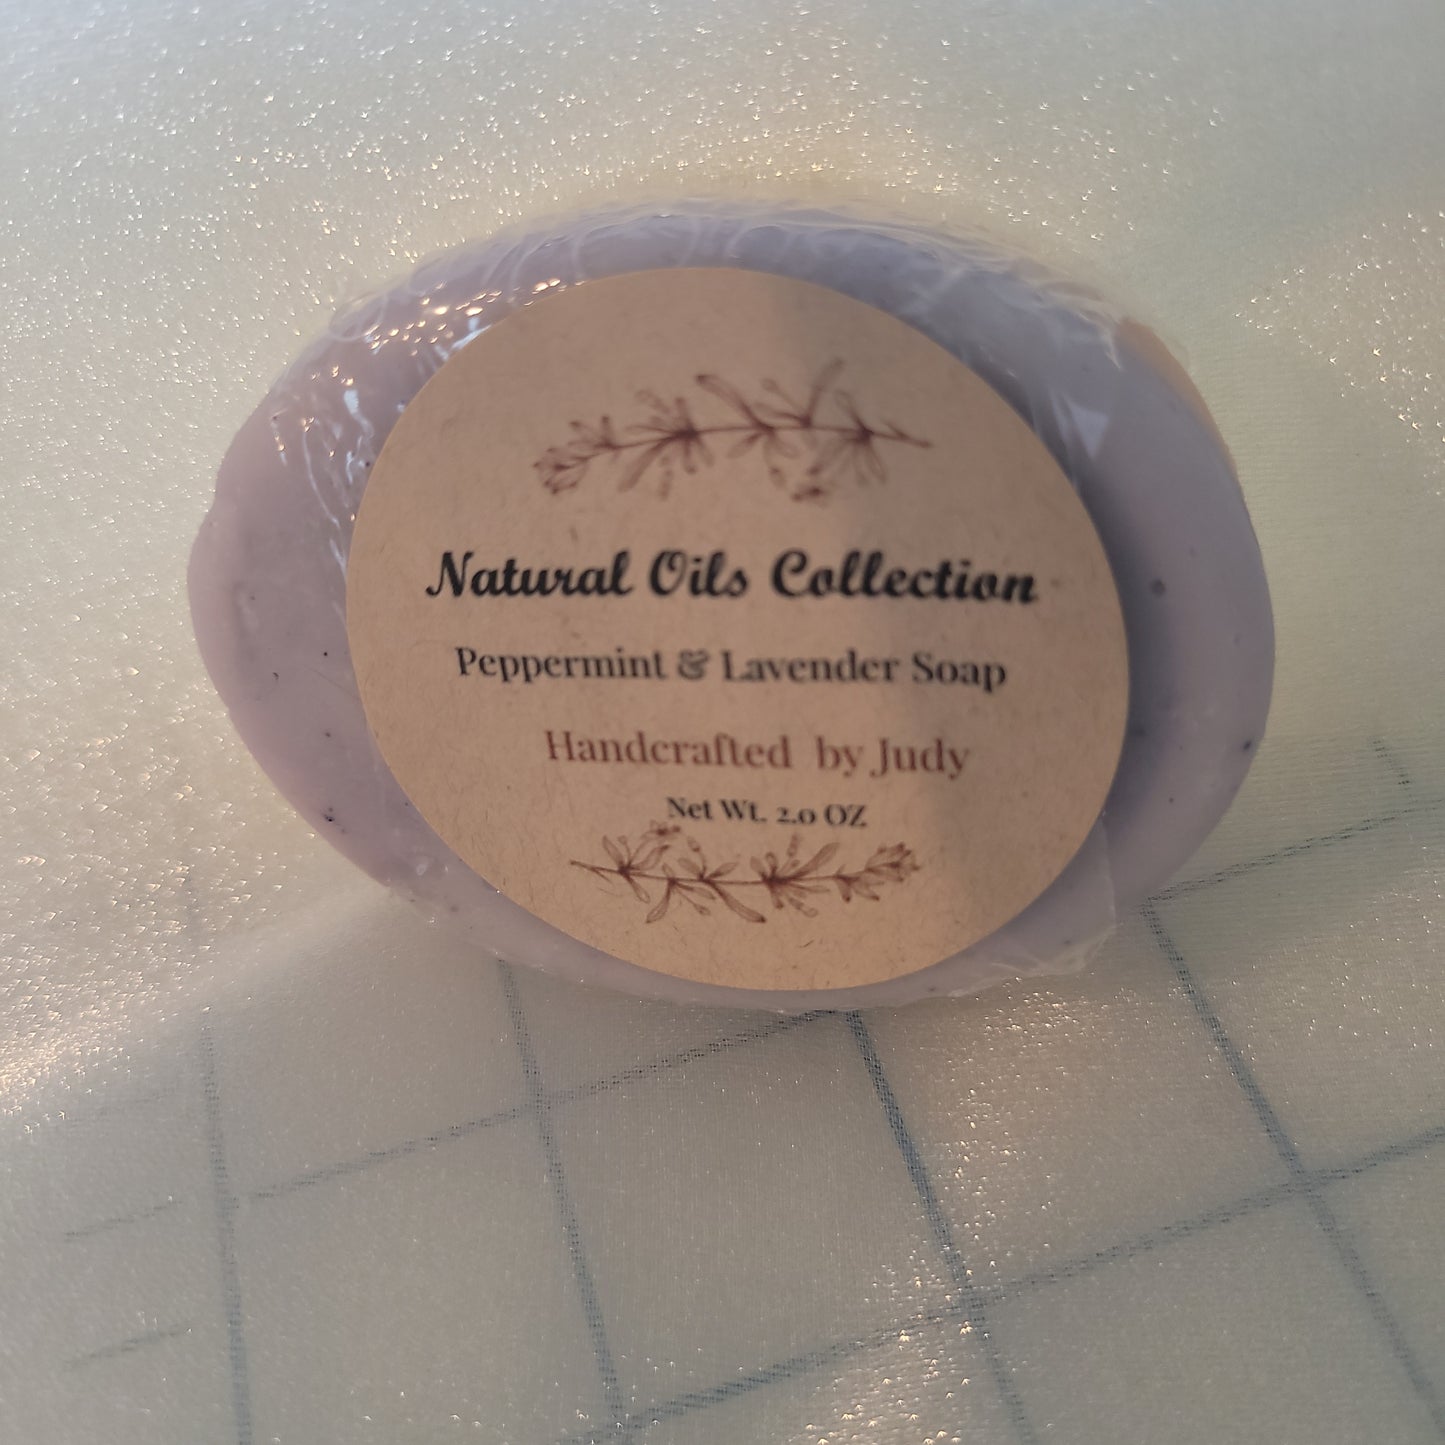 Natural Oils Collection
Peppermint & Lavender Soap
Handcrafted by Judy
Net Wt. 2.0 OZ